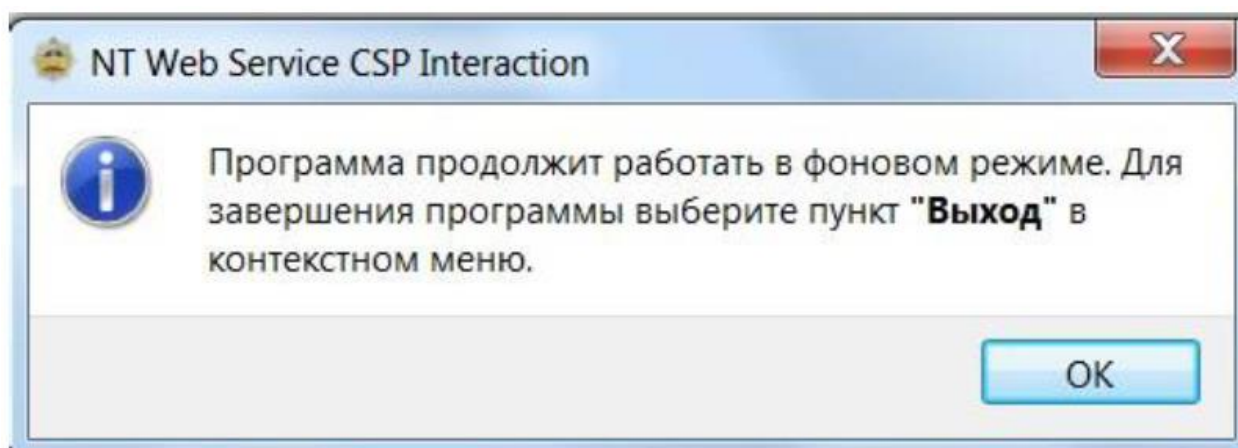 NT Web Service CSP Interaction
Программа продолжит работать в фоновом режиме. Для
завершения программы выберите пункт "Выход" в
контекстном меню.
OK